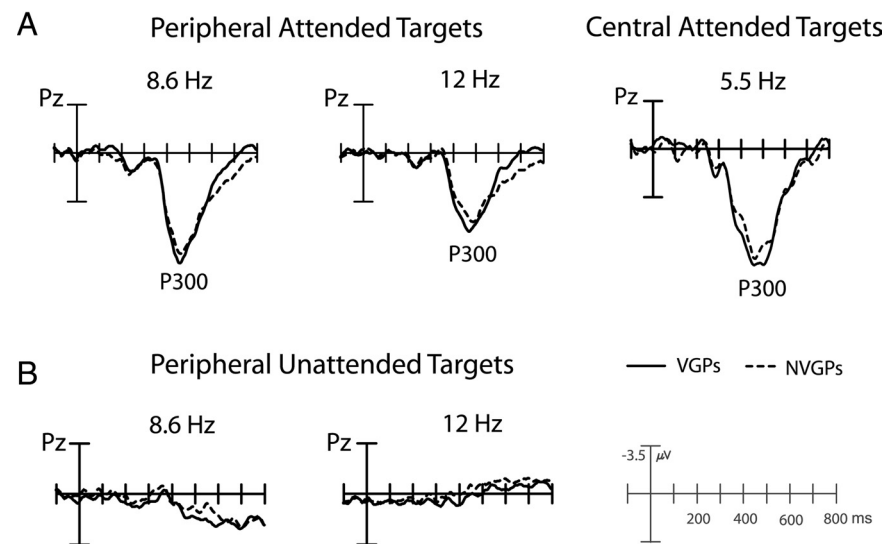 A
Peripheral Attended Targets
Central Attended Targets
8.6 Hz
12 Hz
5.5 Hz
Pz
Pz
Pz
P300
P300
P300
B
Peripheral Unattended Targets
VGPs
NVGPs
8.6 Hz
12 Hz
Pz
Pz
-3.5 μV
200 400 600 800 ms